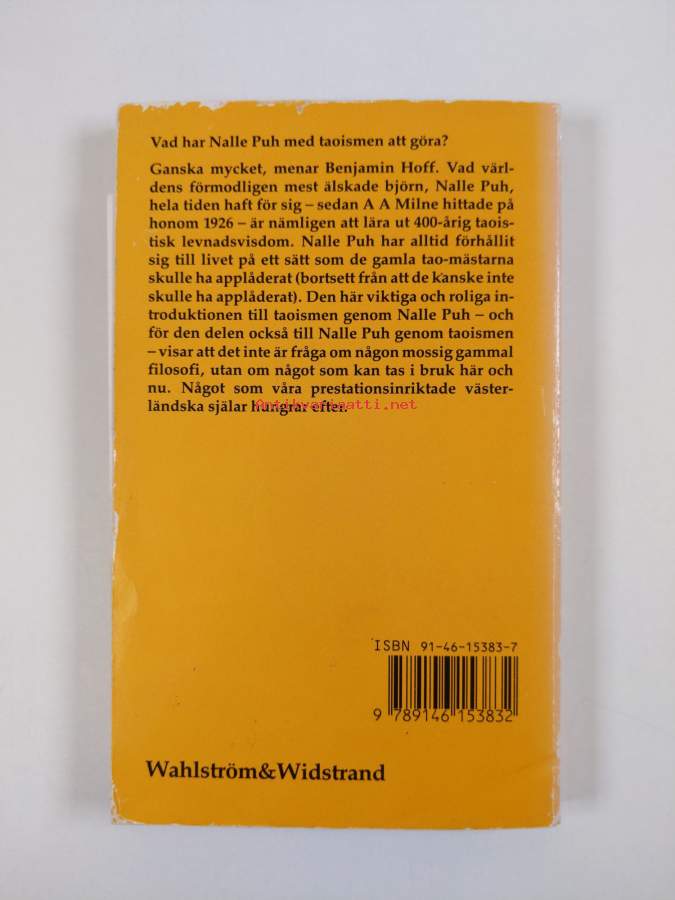 Vad har Nalle Puh med taoismen att göra?
Ganska mycket, menar Benjamin Hoff. Vad värl-
dens förmodligen mest älskade björn, Nalle Puh,
hela tiden haft för sig – sedan A A Milne hittade på
honom 1926 – är nämligen att lära ut 400-årig taois-
tisk levnadsvisdom. Nalle Puh har alltid förhållit
sig till livet på ett sätt som de gamla tao-mästarna
skulle ha applåderat (bortsett från att de kanske inte
skulle ha applåderat). Den här viktiga och roliga in-
troduktionen till taoismen genom Nalle Puh – och
för den delen också till Nalle Puh genom taoismen
– visar att det inte är fråga om någon mossig gammal
filosofi, utan om något som kan tas i bruk här och
nu. Något som våra prestationsinriktade väster-
ländska själar hungrar efter.
Antikvariaatti.net
ISBN 91-46-15383-7
9 789146 153832
Wahlström&Widstrand